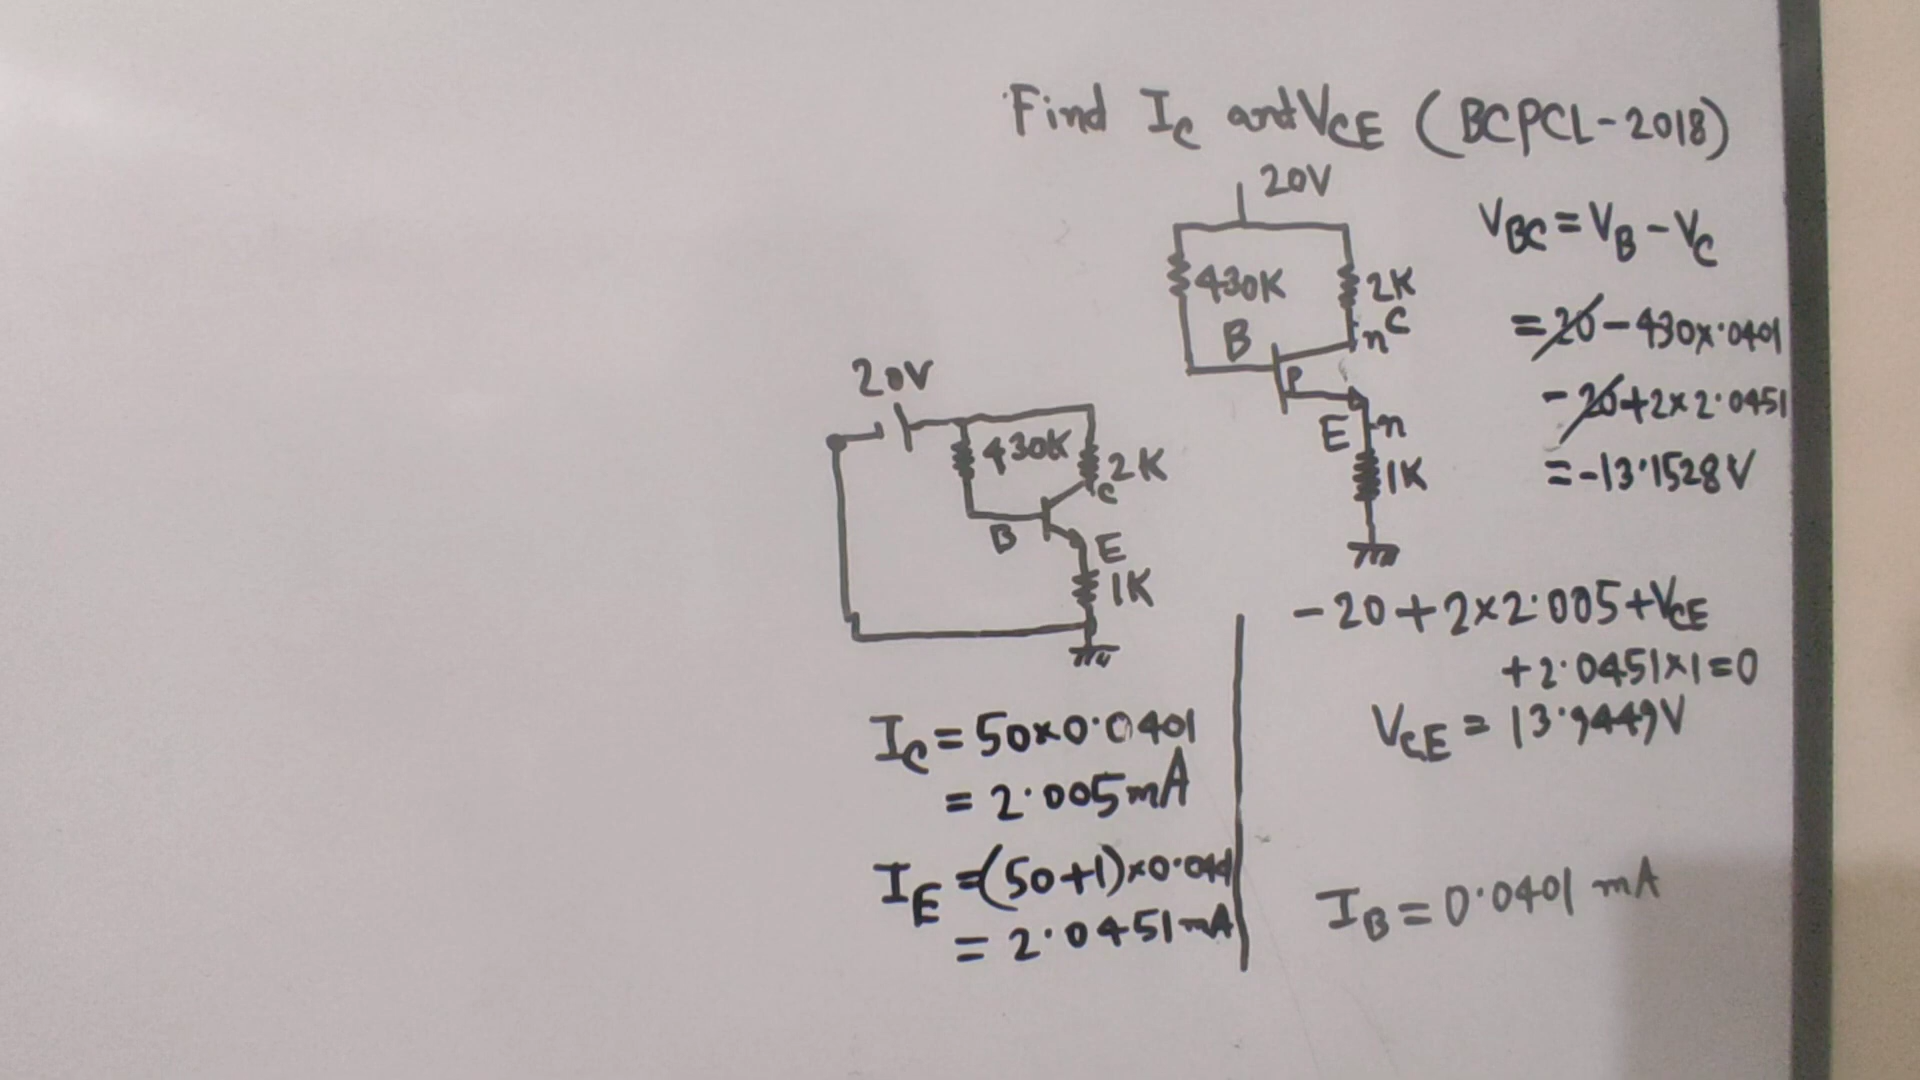 Find IC and VCE (BCPCL-2018)
20V
430K
2K
B
C
n
P
E
n
1K
20V
430K
2K
C
B
E
1K
VBC = VB - VC
= 20 - 430x.0401
- 20 + 2x2.0451
= -13.1528V
-20 + 2x2.005 + VCE
+ 2.0451x1 = 0
VCE = 13.9449V
IC = 50x0.0401
= 2.005mA
IE = (50+1)x0.0401
= 2.0451mA
IB = 0.0401 mA